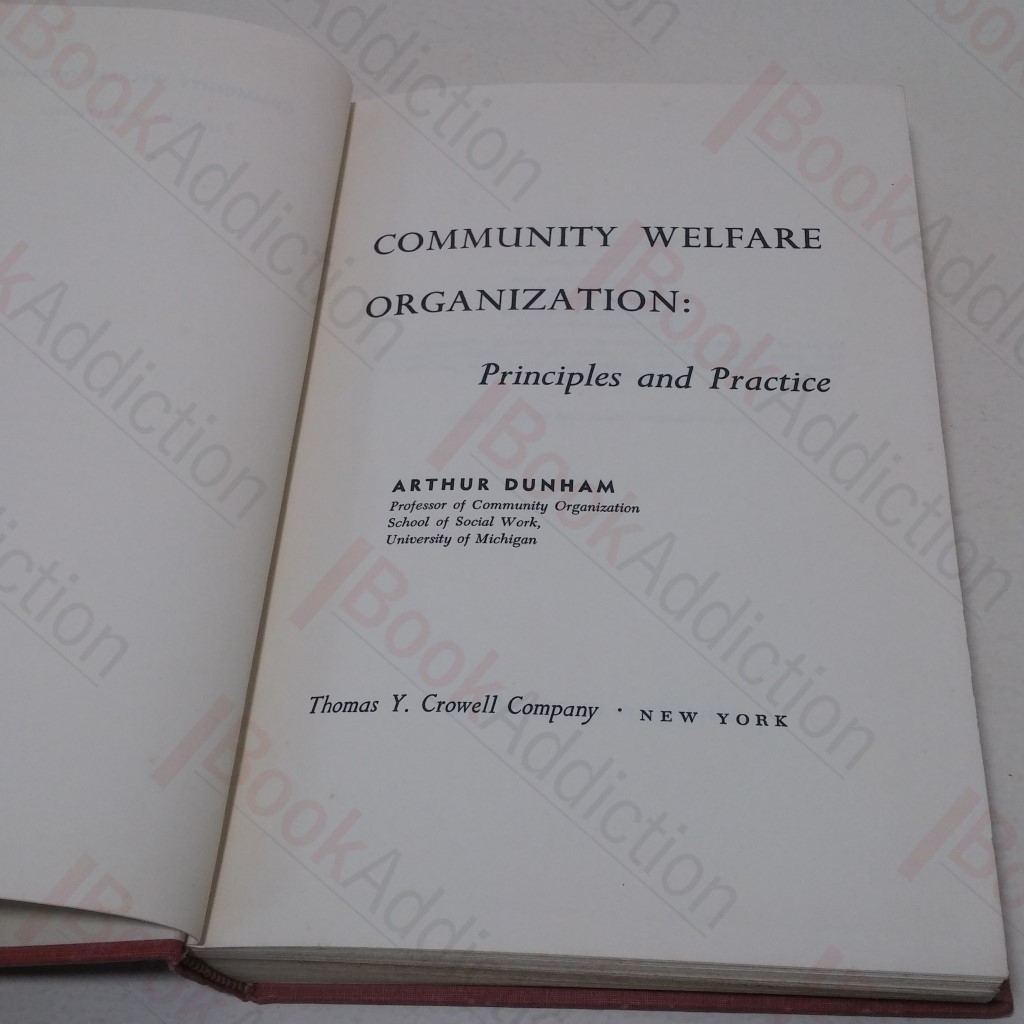 COMMUNITY WELFARE
ORGANIZATION:
Principles and Practice
ARTHUR DUNHAM
Professor of Community Organization
School of Social Work,
University of Michigan
Thomas Y. Crowell Company · NEW YORK
BookAddiction